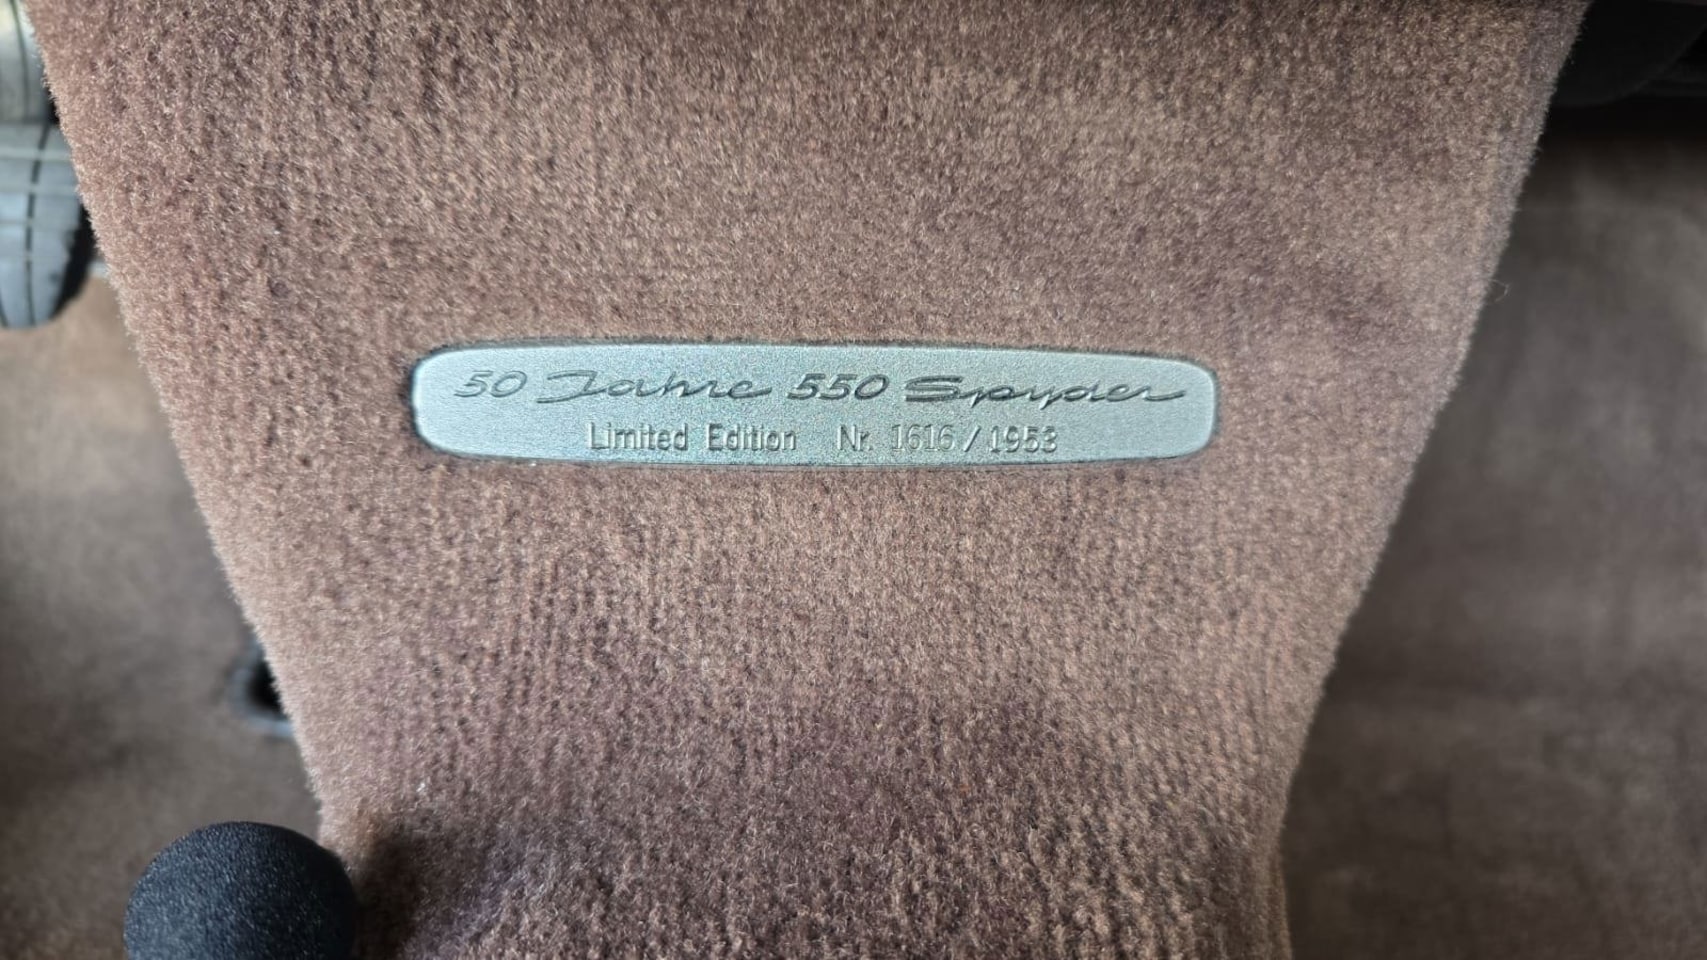 50 Jahre 550 Spyder
Limited Edition Nr. 1616 / 1953